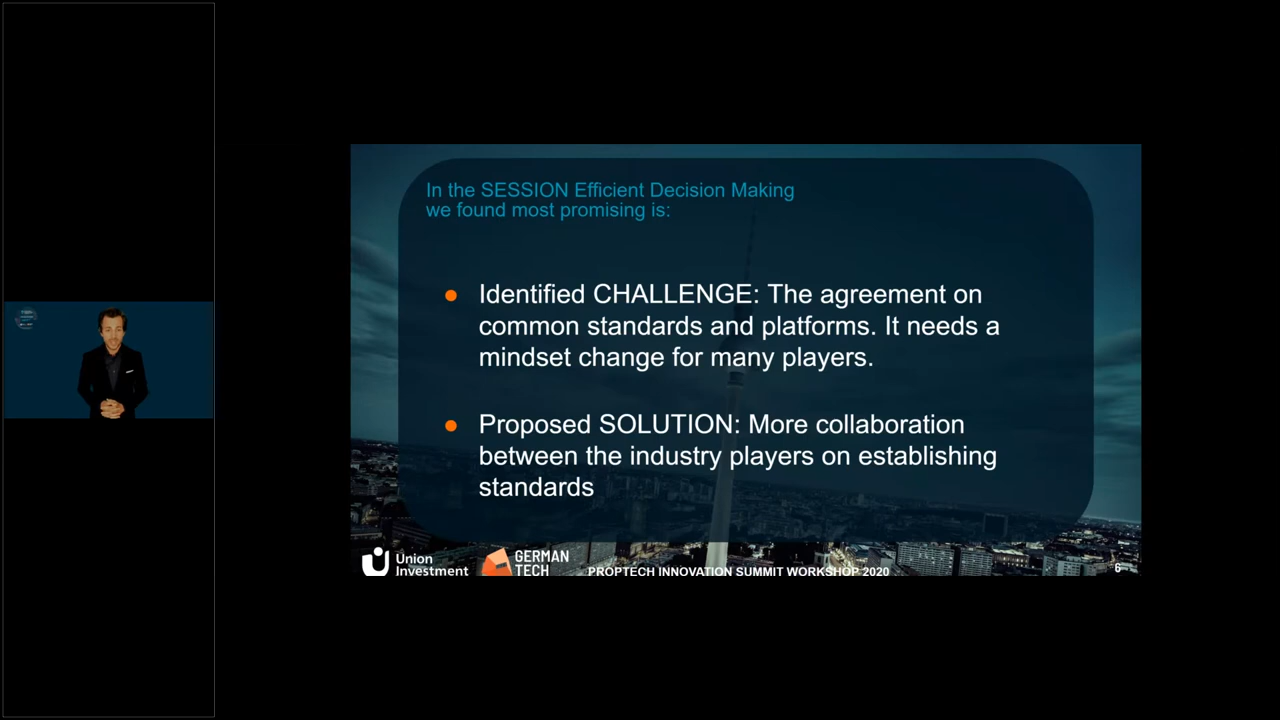 In the SESSION Efficient Decision Making
we found most promising is:
● Identified CHALLENGE: The agreement on
common standards and platforms. It needs a
mindset change for many players.
● Proposed SOLUTION: More collaboration
between the industry players on establishing
standards
Union
Investment
GERMAN
TECH
PROPTECH INNOVATION SUMMIT WORKSHOP 2020
6